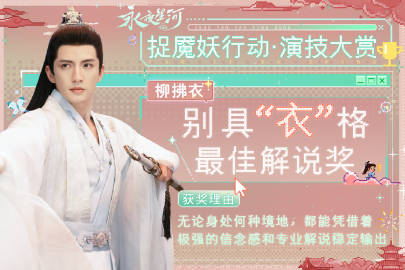 永夜星河
捉魇妖行动·演技大赏
柳拂衣
别具“衣”格
最佳解说奖
获奖理由
无论身处何种境地，都能凭借着
极强的信念感和专业解说稳定输出